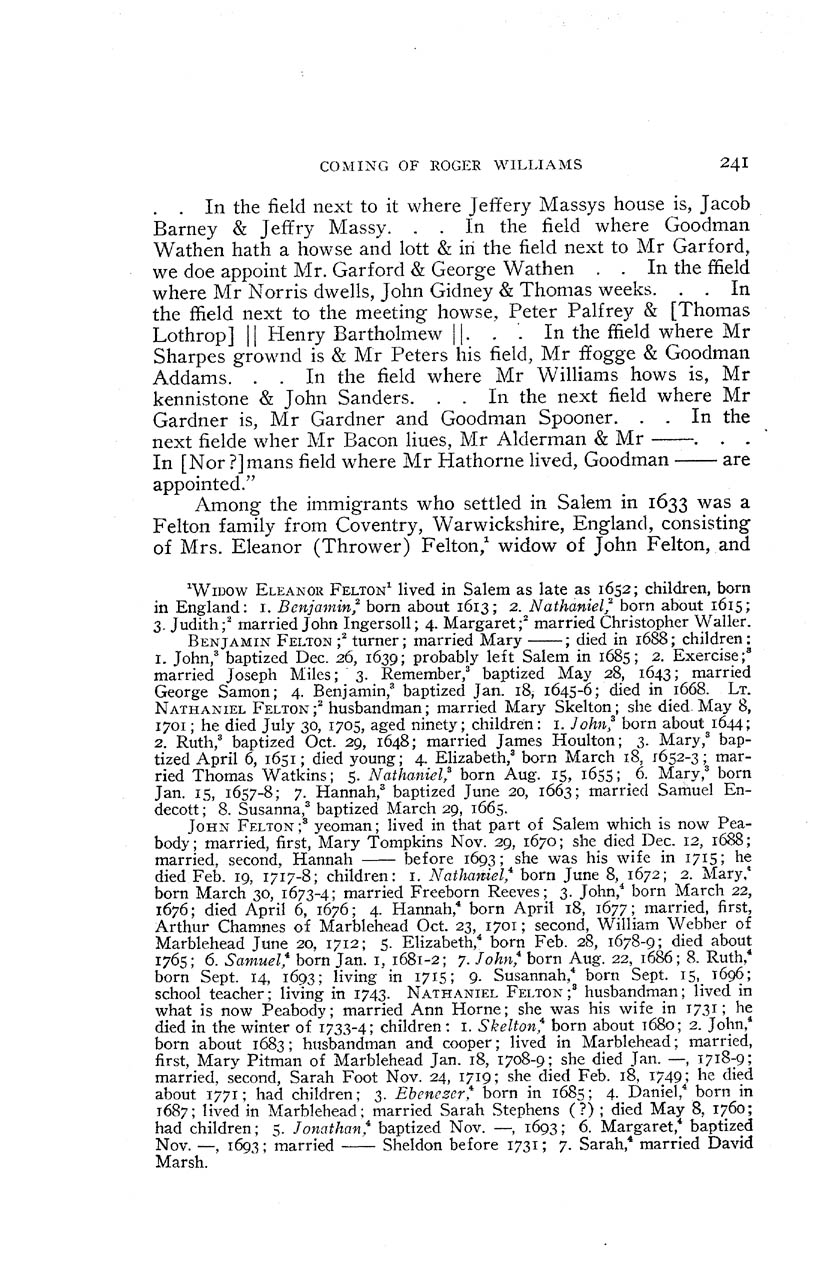 COMING OF ROGER WILLIAMS 241
. . In the field next to it where Jeffery Massys house is, Jacob
Barney & Jeffry Massy. . . In the field where Goodman
Wathen hath a howse and lott & in the field next to Mr Garford,
we doe appoint Mr. Garford & George Wathen . . In the ffield
where Mr Norris dwells, John Gidney & Thomas weeks. . . In
the ffield next to the meeting howse, Peter Palfrey & [Thomas
Lothrop] || Henry Bartholmew ||. . . In the ffield where Mr
Sharpes grownd is & Mr Peters his field, Mr ffogge & Goodman
Addams. . . In the field where Mr Williams hows is, Mr
kennistone & John Sanders. . . In the next field where Mr
Gardner is, Mr Gardner and Goodman Spooner. . . In the
next fielde wher Mr Bacon liues, Mr Alderman & Mr ——. . .
In [Nor?]mans field where Mr Hathorne lived, Goodman —— are
appointed.”
Among the immigrants who settled in Salem in 1633 was a
Felton family from Coventry, Warwickshire, England, consisting
of Mrs. Eleanor (Thrower) Felton,¹ widow of John Felton, and
¹WIDOW ELEANOR FELTON¹ lived in Salem as late as 1652; children, born
in England: 1. Benjamin,² born about 1613; 2. Nathaniel,² born about 1615;
3. Judith;² married John Ingersoll; 4. Margaret;² married Christopher Waller.
BENJAMIN FELTON;² turner; married Mary ——; died in 1688; children:
1. John,³ baptized Dec. 26, 1639; probably left Salem in 1685; 2. Exercise;³
married Joseph Miles; 3. Remember,³ baptized May 28, 1643; married
George Samon; 4. Benjamin,³ baptized Jan. 18, 1645-6; died in 1668. LT.
NATHANIEL FELTON;² husbandman; married Mary Skelton; she died May 8,
1701; he died July 30, 1705, aged ninety; children: 1. John,³ born about 1644;
2. Ruth,³ baptized Oct. 29, 1648; married James Houlton; 3. Mary,³ bap-
tized April 6, 1651; died young; 4. Elizabeth,³ born March 18, 1652-3; mar-
ried Thomas Watkins; 5. Nathaniel,³ born Aug. 15, 1655; 6. Mary,³ born
Jan. 15, 1657-8; 7. Hannah,³ baptized June 20, 1663; married Samuel En-
decott; 8. Susanna,³ baptized March 29, 1665.
JOHN FELTON;³ yeoman; lived in that part of Salem which is now Pea-
body; married, first, Mary Tompkins Nov. 29, 1670; she died Dec. 12, 1688;
married, second, Hannah —— before 1693; she was his wife in 1715; he
died Feb. 19, 1717-8; children: 1. Nathaniel,⁴ born June 8, 1672; 2. Mary,⁴
born March 30, 1673-4; married Freeborn Reeves; 3. John,⁴ born March 22,
1676; died April 6, 1676; 4. Hannah,⁴ born April 18, 1677; married, first,
Arthur Chamnes of Marblehead Oct. 23, 1701; second, William Webber of
Marblehead June 20, 1712; 5. Elizabeth,⁴ born Feb. 28, 1678-9; died about
1765; 6. Samuel,⁴ born Jan. 1, 1681-2; 7. John,⁴ born Aug. 22, 1686; 8. Ruth,⁴
born Sept. 14, 1693; living in 1715; 9. Susannah,⁴ born Sept. 15, 1696;
school teacher; living in 1743. NATHANIEL FELTON;³ husbandman; lived in
what is now Peabody; married Ann Horne; she was his wife in 1731; he
died in the winter of 1733-4; children: 1. Skelton,⁴ born about 1680; 2. John,⁴
born about 1683; husbandman and cooper; lived in Marblehead; married,
first, Mary Pitman of Marblehead Jan. 18, 1708-9; she died Jan. —, 1718-9;
married, second, Sarah Foot Nov. 24, 1719; she died Feb. 18, 1749; he died
about 1771; had children; 3. Ebenezer,⁴ born in 1685; 4. Daniel,⁴ born in
1687; lived in Marblehead; married Sarah Stephens (?); died May 8, 1760;
had children; 5. Jonathan,⁴ baptized Nov. —, 1693; 6. Margaret,⁴ baptized
Nov. —, 1693; married —— Sheldon before 1731; 7. Sarah,⁴ married David
Marsh.